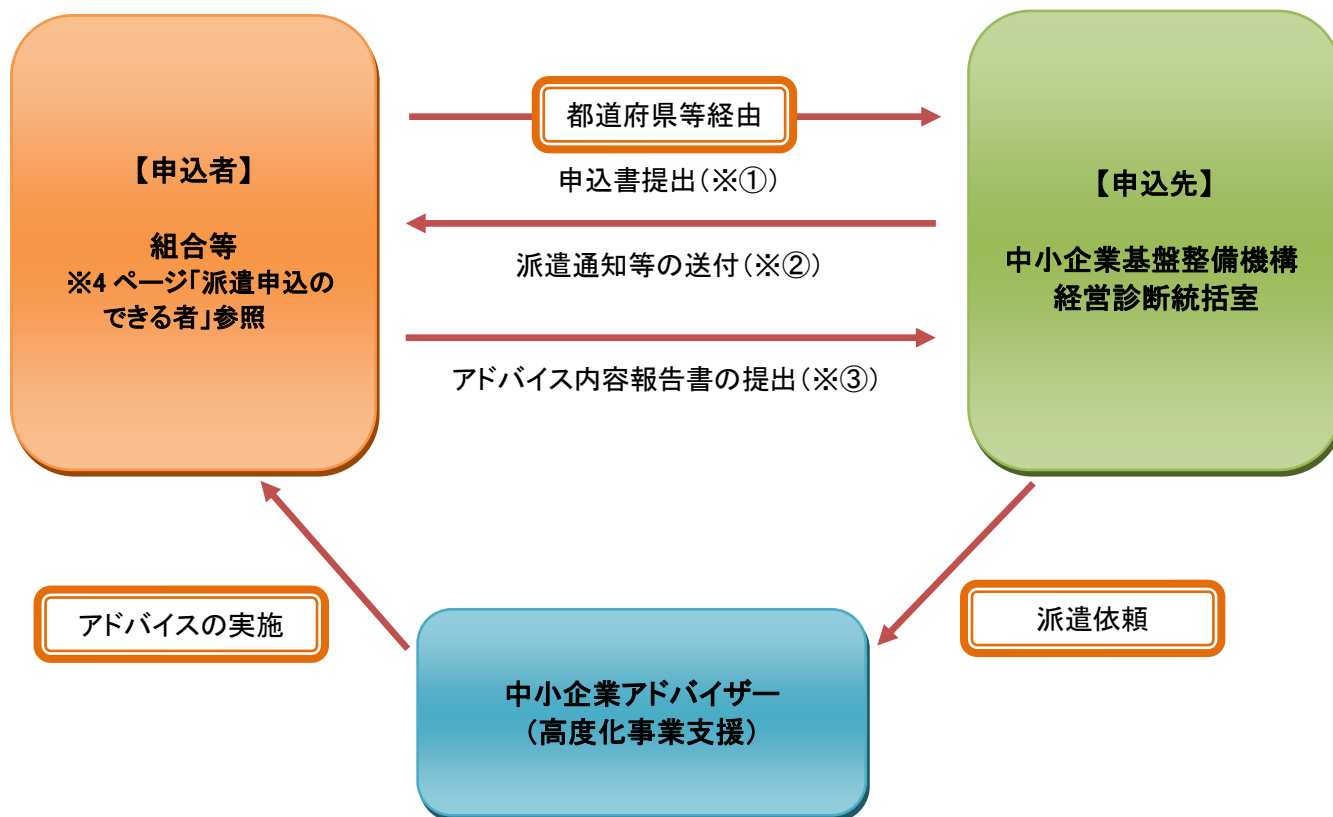 【申込者】
組合等
※4 ページ「派遣申込の
できる者」参照
都道府県等経由
申込書提出(※①)
派遣通知等の送付(※②)
アドバイス内容報告書の提出(※③)
【申込先】
中小企業基盤整備機構
経営診断統括室
アドバイスの実施
派遣依頼
中小企業アドバイザー
(高度化事業支援)